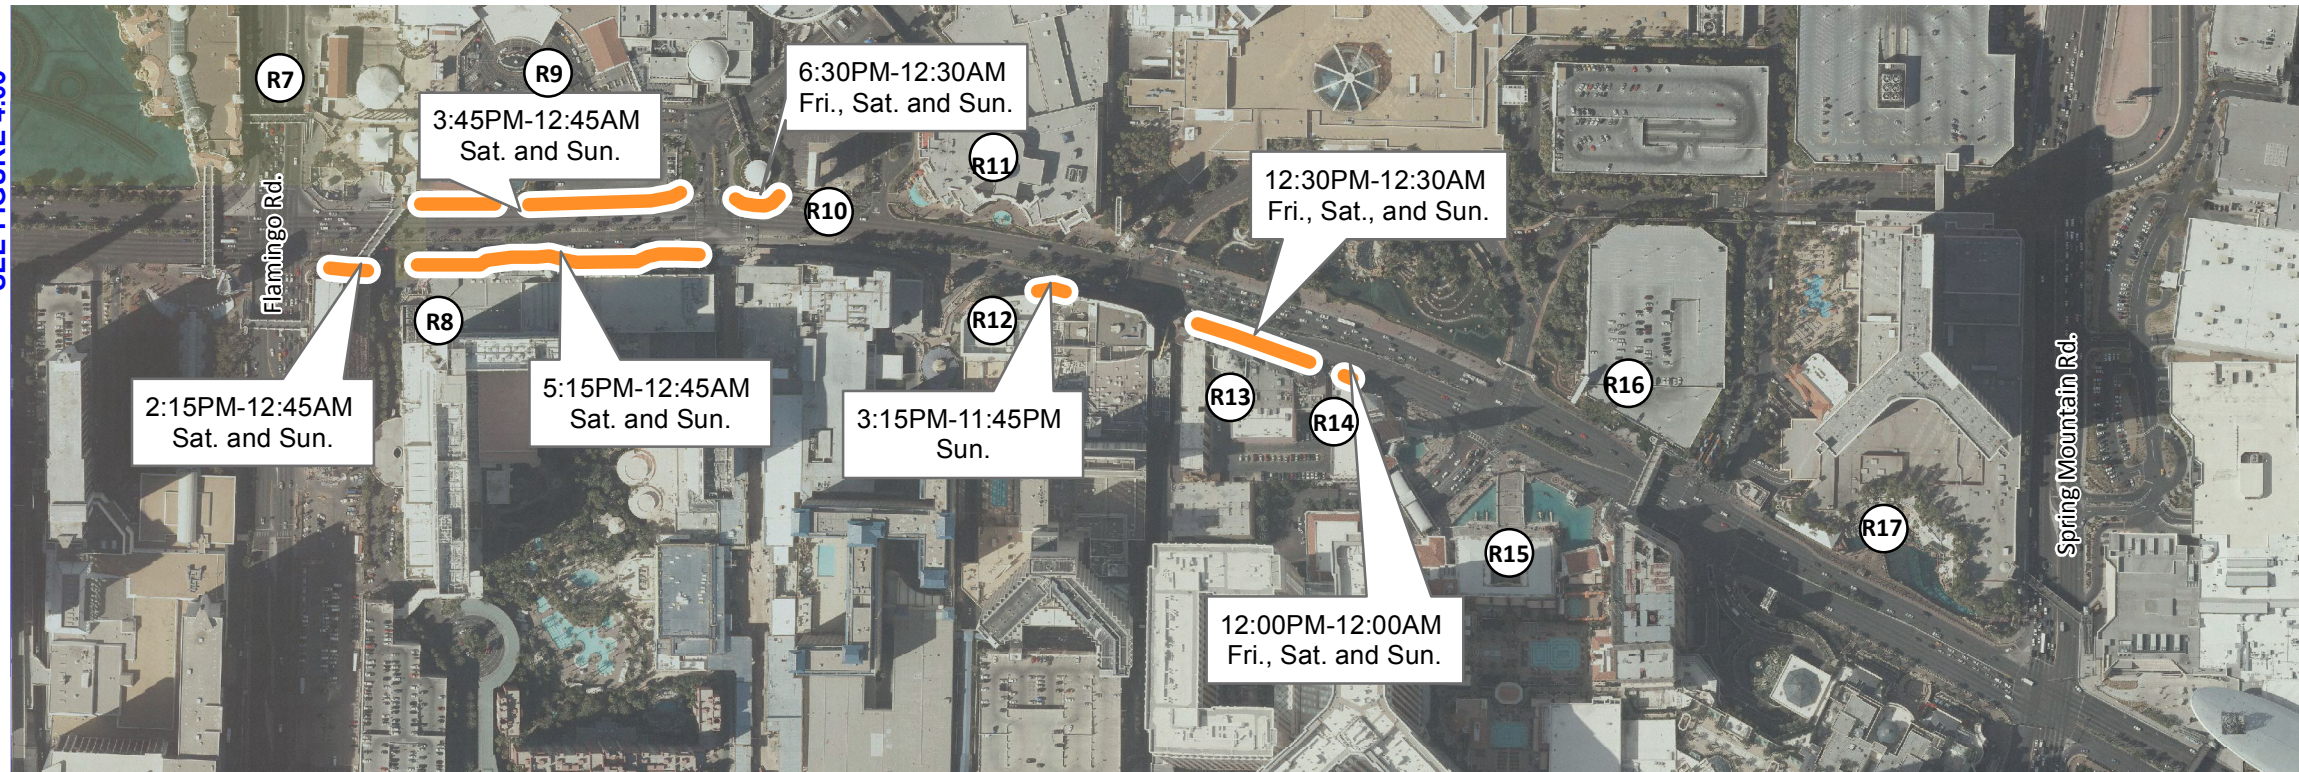 SEE FIGURE
R7
R9
3:45PM-12:45AM
Sat. and Sun.
6:30PM-12:30AM
Fri., Sat. and Sun.
R11
R10
12:30PM-12:30AM
Fri., Sat., and Sun.
Flamingo Rd.
R8
R12
2:15PM-12:45AM
Sat. and Sun.
5:15PM-12:45AM
Sat. and Sun.
3:15PM-11:45PM
Sun.
R13
R14
R16
Spring Mountain Rd.
R15
R17
12:00PM-12:00AM
Fri., Sat. and Sun.